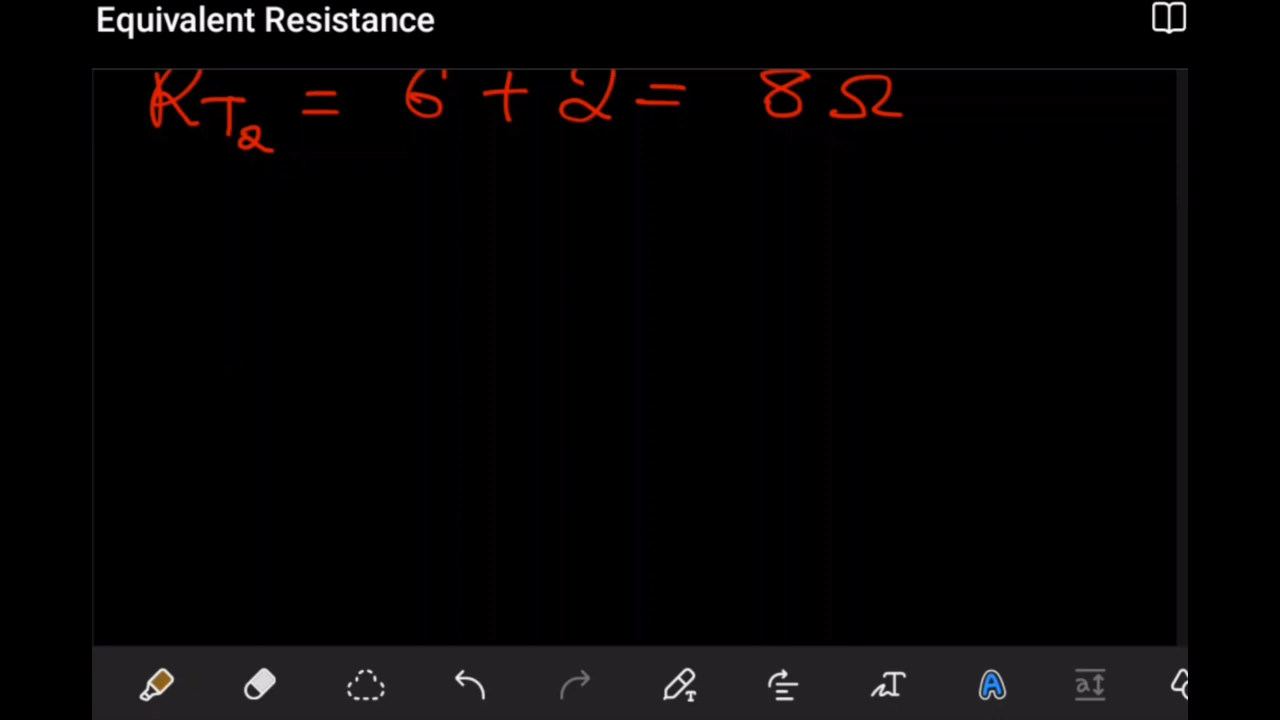 Equivalent Resistance
R_T₂ = 6 + 2 = 8 Ω